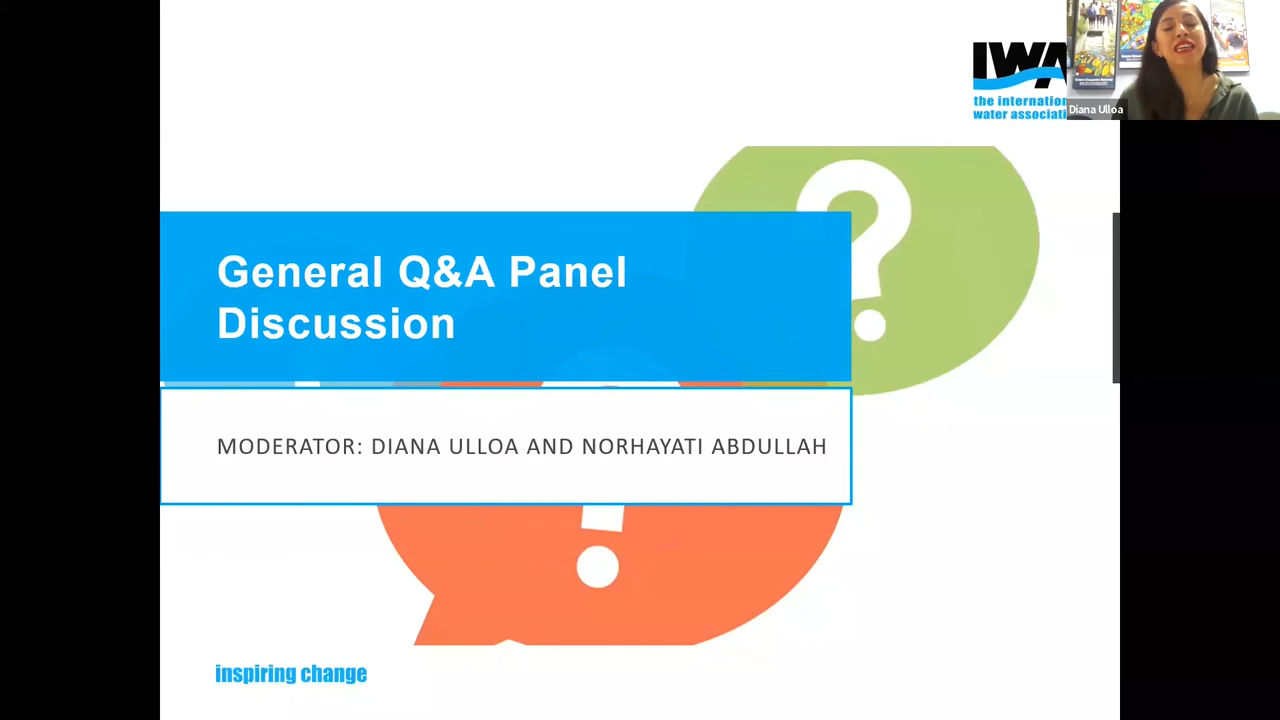 IWA
the internation
water associati
Diana Ulloa
General Q&A Panel
Discussion
MODERATOR: DIANA ULLOA AND NORHAYATI ABDULLAH
inspiring change